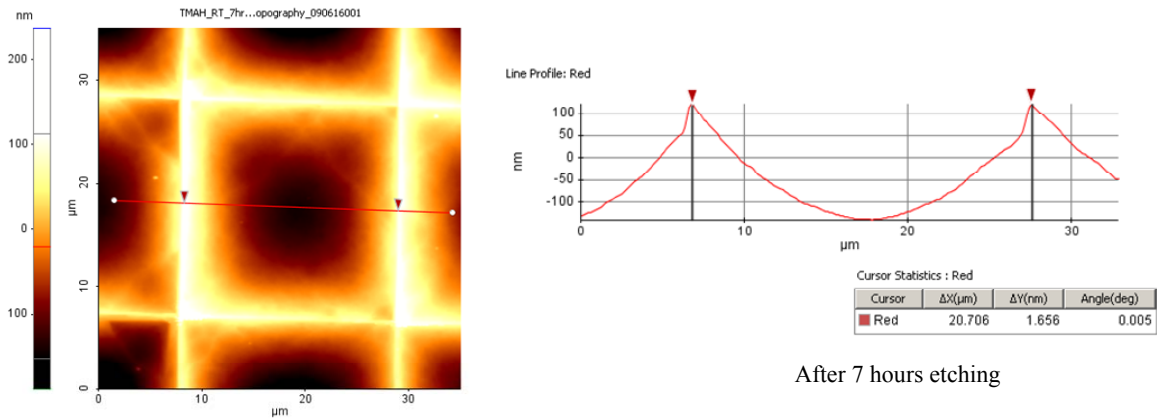 nm
TMAH_RT_7hr...opography_090616001
200
100
0
100
30
20
10
0
µm
0
10
20
30
µm
Line Profile: Red
100
50
0
-50
-100
nm
0
10
20
30
µm
Cursor Statistics : Red
Cursor ΔX(µm) ΔY(nm) Angle(deg)
Red 20.706 1.656 0.005
After 7 hours etching